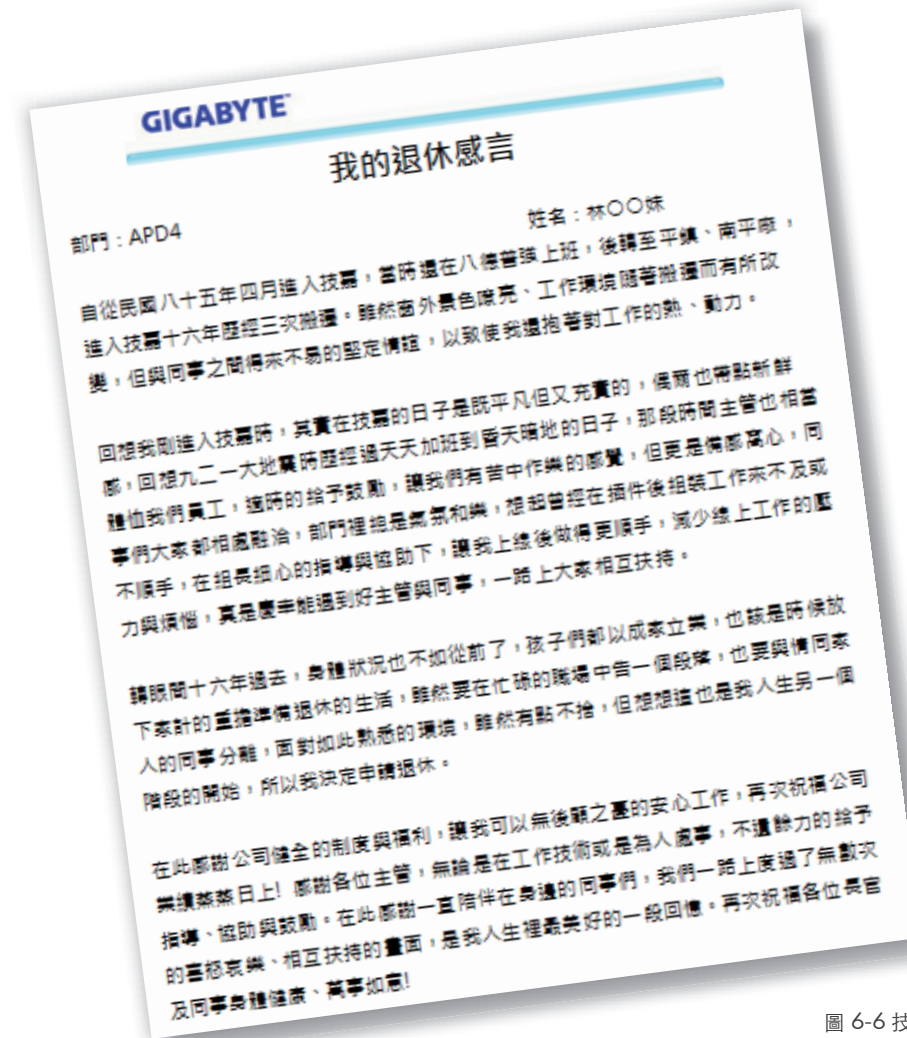 GIGABYTE™
我的退休感言
部門：APD4
姓名：林〇〇妹
自從民國八十五年四月進入技嘉，當時還在八德普強上班，後轉至平鎮、南平廠，
進入技嘉十六年歷經三次搬遷。雖然窗外景色嘹亮、工作環境隨著搬遷而有所改
變，但與同事之間得來不易的堅定情誼，以致使我還抱著對工作的熱、動力。
回想我剛進入技嘉時，其實在技嘉的日子是既平凡但又充實的，偶爾也帶點新鮮
感，回想九二一大地震時歷經過天天加班到昏天暗地的日子，那段時間主管也相當
體恤我們員工，適時的給予鼓勵，讓我們有苦中作樂的感覺，但更是備感窩心，同
事們大家都相處融洽，部門裡總是氣氛和樂，想起曾經在插件後組裝工作來不及或
不順手，在組長細心的指導與協助下，讓我上線後做得更順手，減少線上工作的壓
力與煩惱，真是慶幸能遇到好主管與同事，一路上大家相互扶持。
轉眼間十六年過去，身體狀況也不如從前了，孩子們都以成家立業，也該是時候放
下家計的重擔準備退休的生活，雖然要在忙碌的職場中告一個段落，也要與情同家
人的同事分離，面對如此熟悉的環境，雖然有點不捨，但想想這也是我人生另一個
階段的開始，所以我決定申請退休。
在此感謝公司健全的制度與福利，讓我可以無後顧之憂的安心工作，再次祝福公司
業績蒸蒸日上! 感謝各位主管，無論是在工作技術或是為人處事，不遺餘力的給予
指導、協助與鼓勵。在此感謝一直陪伴在身邊的同事們，我們一路上度過了無數次
的喜怒哀樂、相互扶持的畫面，是我人生裡最美好的一段回憶。再次祝福各位長官
及同事身體健康、萬事如意!
圖 6-6 技